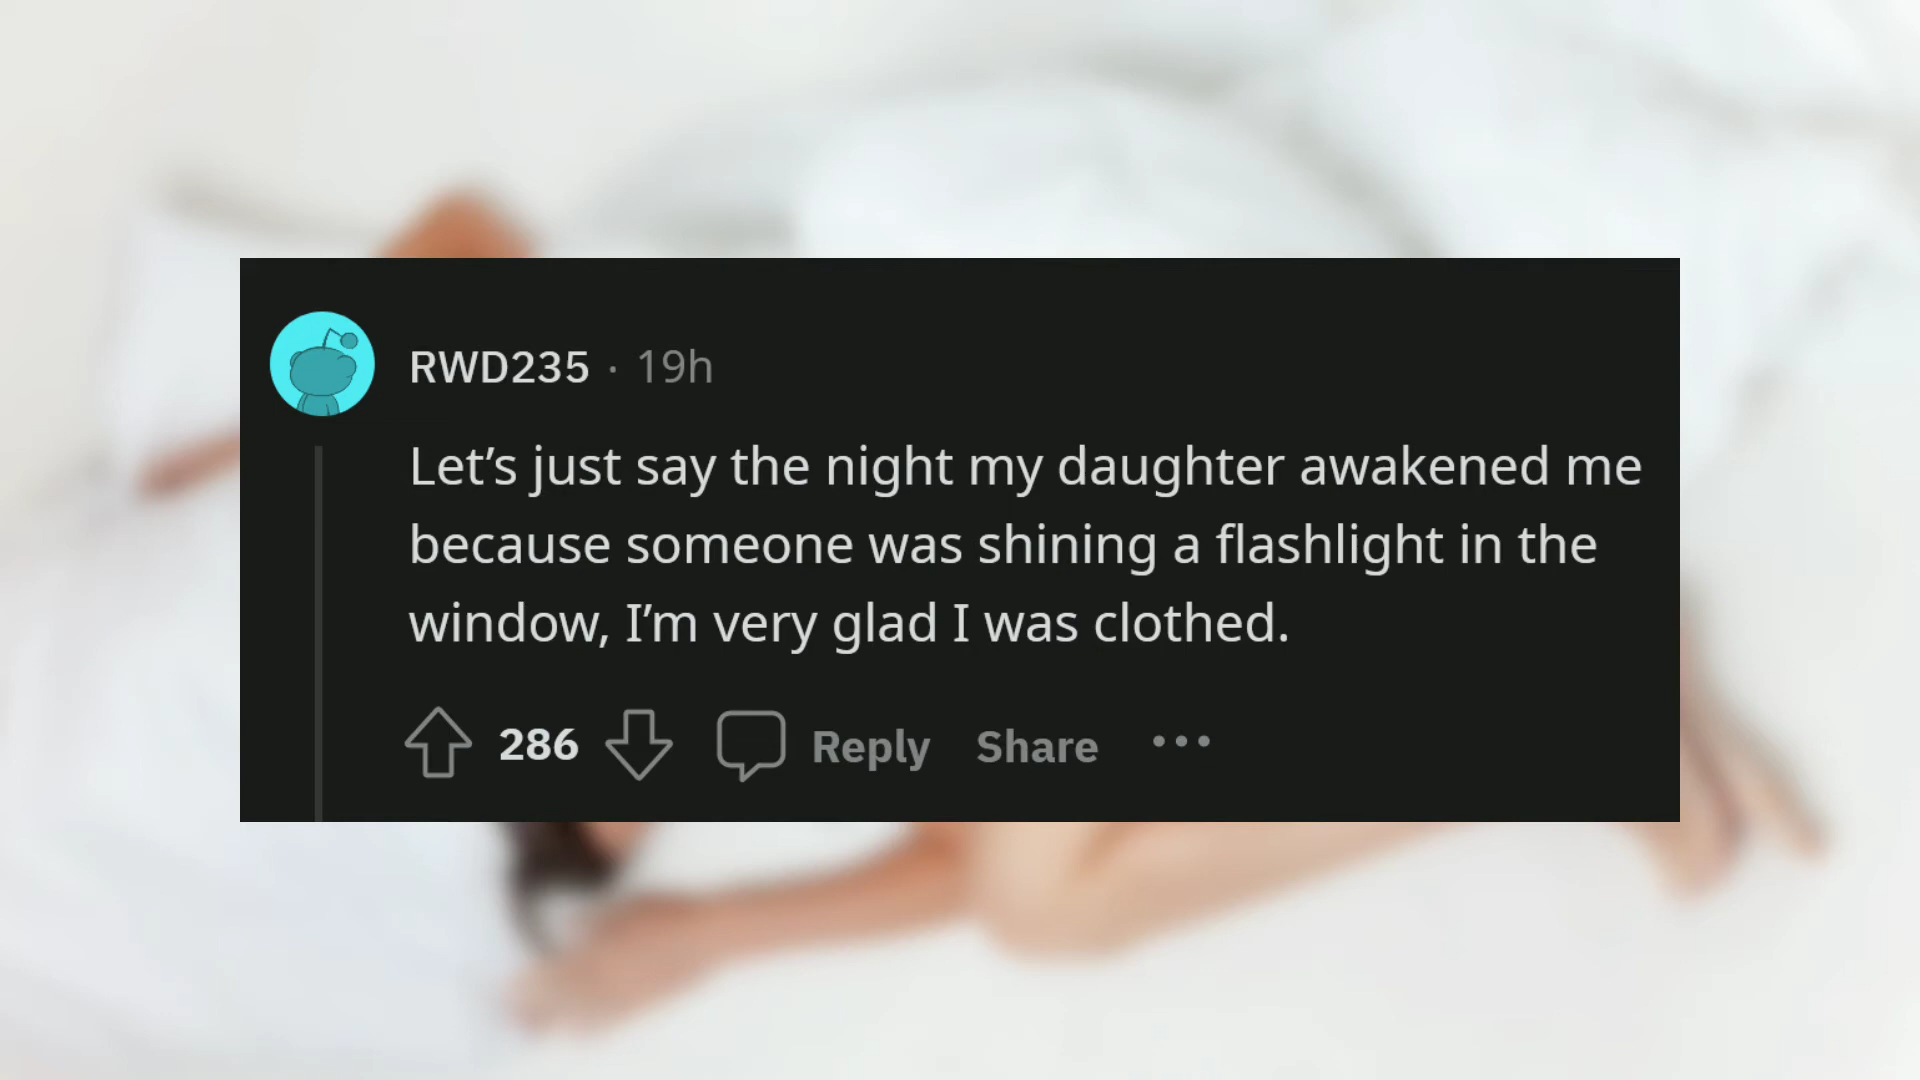 RWD235 · 19h
Let’s just say the night my daughter awakened me
because someone was shining a flashlight in the
window, I’m very glad I was clothed.
286 Reply Share •••